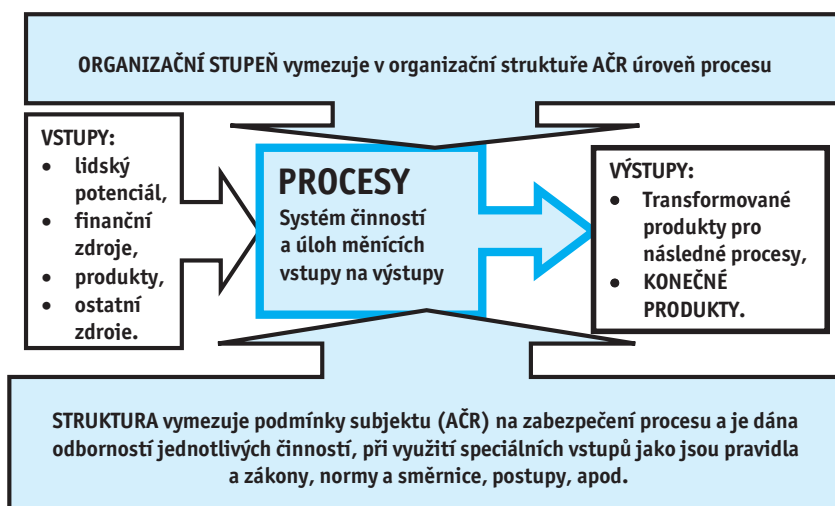 ORGANIZAČNÍ STUPEŇ vymezuje v organizační struktuře AČR úroveň procesu
VSTUPY:
• lidský
potenciál,
• finanční
zdroje,
• produkty,
• ostatní
zdroje.
PROCESY
Systém činností
a úloh měnících
vstupy na výstupy
VÝSTUPY:
• Transformované
produkty pro
následné procesy,
• KONEČNÉ
PRODUKTY.
STRUKTURA vymezuje podmínky subjektu (AČR) na zabezpečení procesu a je dána
odborností jednotlivých činností, při využití speciálních vstupů jako jsou pravidla
a zákony, normy a směrnice, postupy, apod.